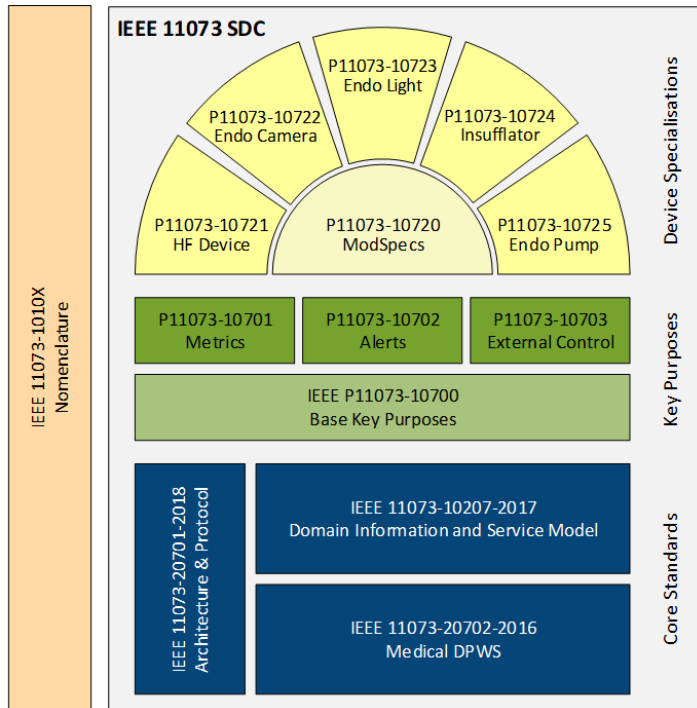 IEEE 11073 SDC
P11073-10723
Endo Light
P11073-10722
Endo Camera
P11073-10724
Insufflator
P11073-10721
HF Device
P11073-10720
ModSpecs
P11073-10725
Endo Pump
Device Specialisations
IEEE 11073-1010X
Nomenclature
P11073-10701
Metrics
P11073-10702
Alerts
P11073-10703
External Control
IEEE P11073-10700
Base Key Purposes
Key Purposes
IEEE 11073-20701-2018
Architecture & Protocol
IEEE 11073-10207-2017
Domain Information and Service Model
IEEE 11073-20702-2016
Medical DPWS
Core Standards